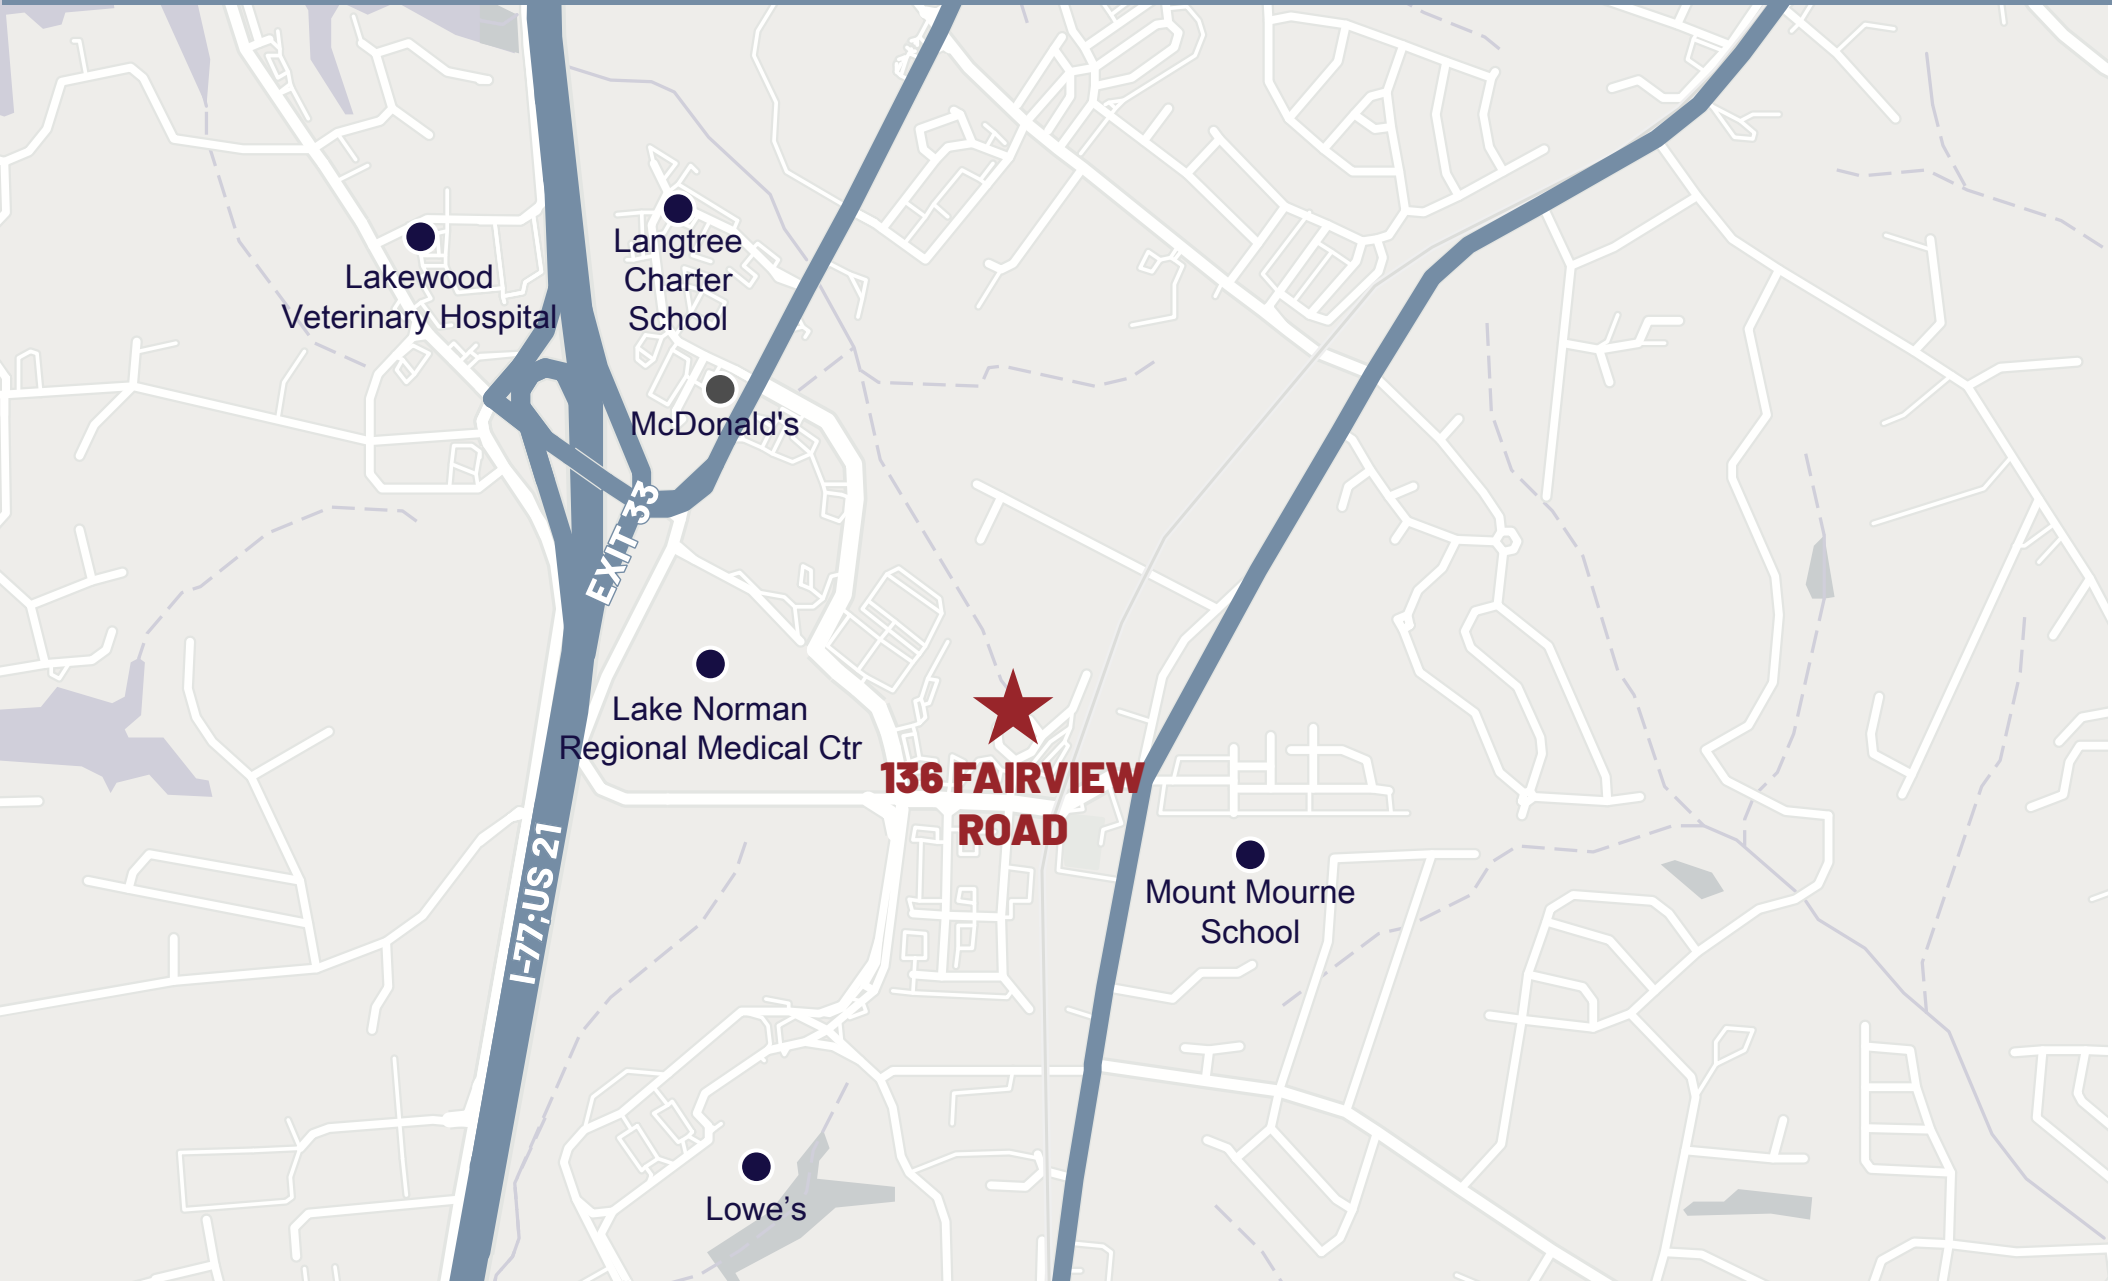 Langtree
Charter
School
Lakewood
Veterinary Hospital
McDonald's
EXIT 33
Lake Norman
Regional Medical Ctr
136 FAIRVIEW
ROAD
I-77;US 21
Mount Mourne
School
Lowe’s